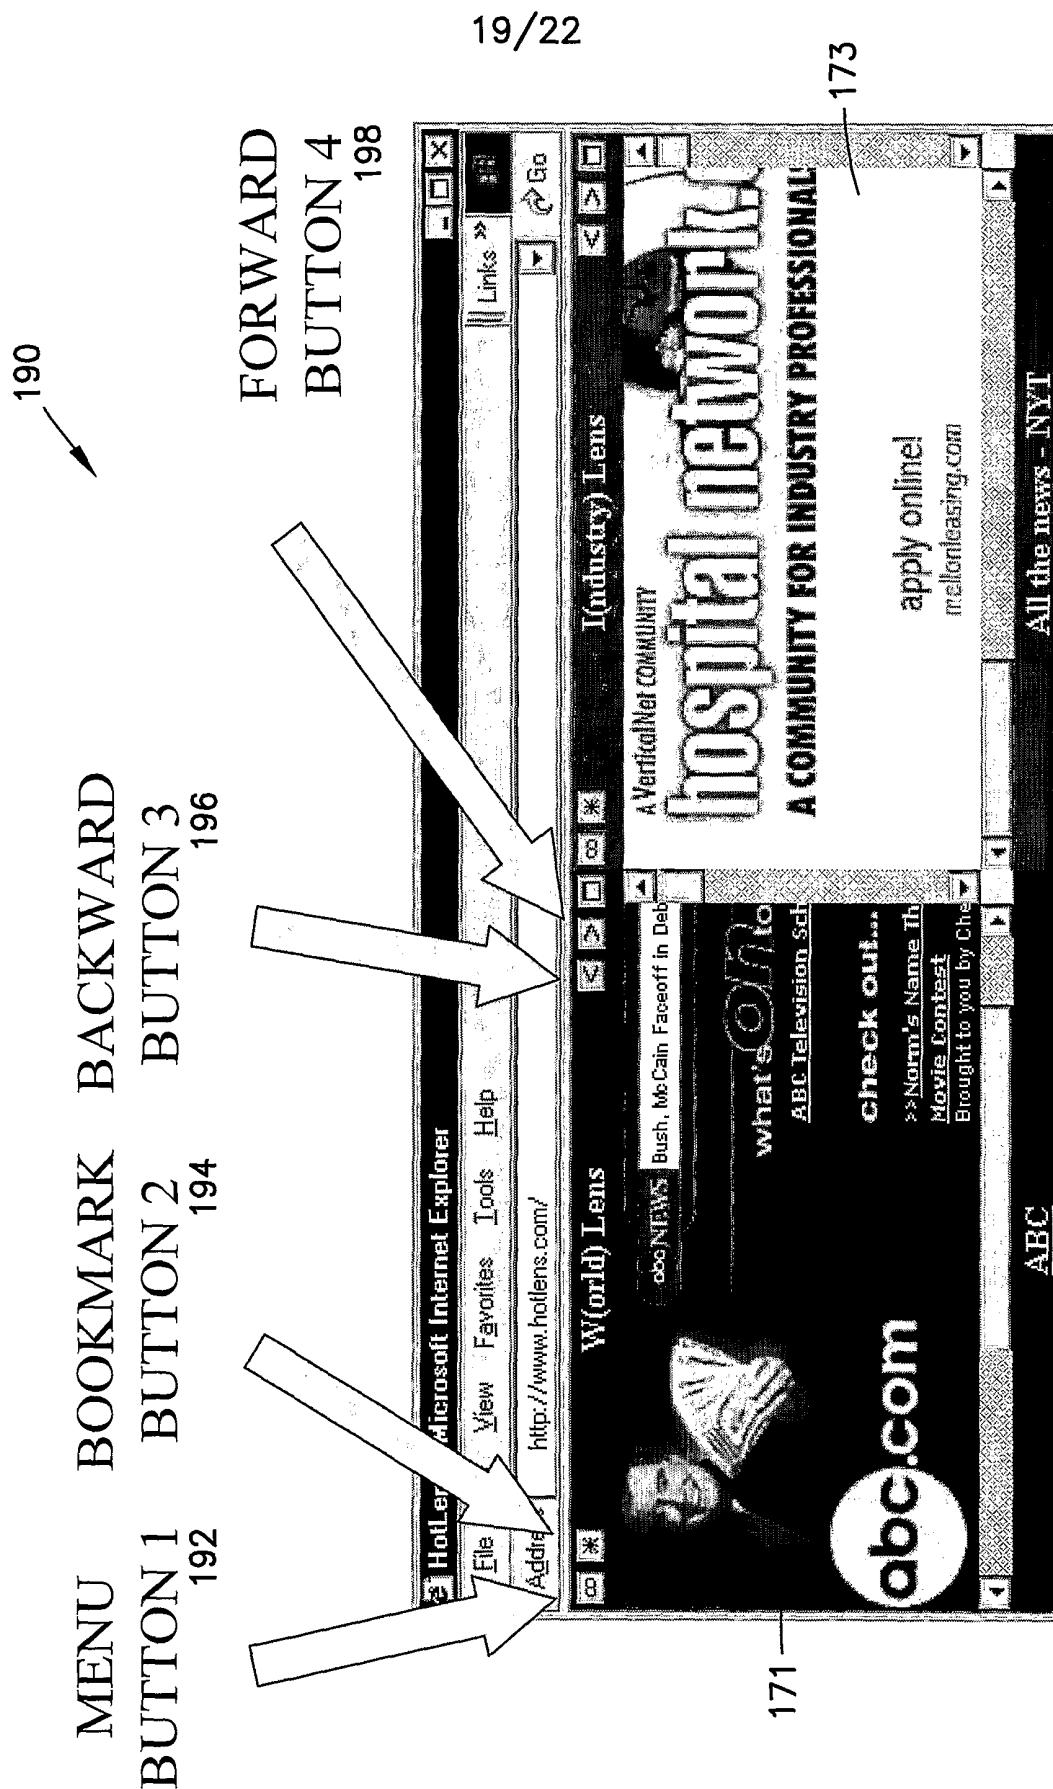 19/22
190
MENU
BUTTON 1
192
BOOKMARK
BUTTON 2
194
BACKWARD
BUTTON 3
196
FORWARD
BUTTON 4
198
Microsoft Internet Explorer
File View Favorites Tools Help
Links »
http://www.hotlens.com/
Go
W(orld) Lens
I(ndustry) Lens
abcNEWS
Bush, McCain Faceoff in Deb
what's on to
ABC Television Sch
check out...
>>Norm's Name Th
Movie Contest
Brought to you by Che
abc.com
A VerticalNet COMMUNITY
hospital network.
A COMMUNITY FOR INDUSTRY PROFESSIONAL
apply online!
mellonleasing.com
ABC
All the news - NYT
171
173